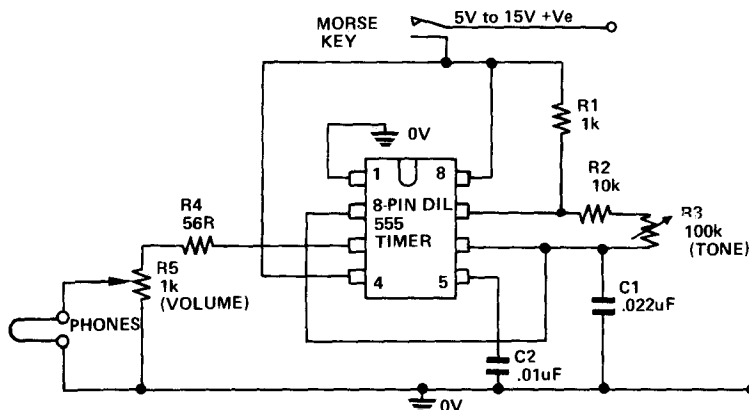 MORSE
KEY
5V to 15V +Ve
R1
1k
0V
R2
10k
1
8
8-PIN DIL
555
TIMER
4
5
R4
56R
R3
100k
(TONE)
R5
1k
(VOLUME)
PHONES
C1
.022uF
C2
.01uF
0V